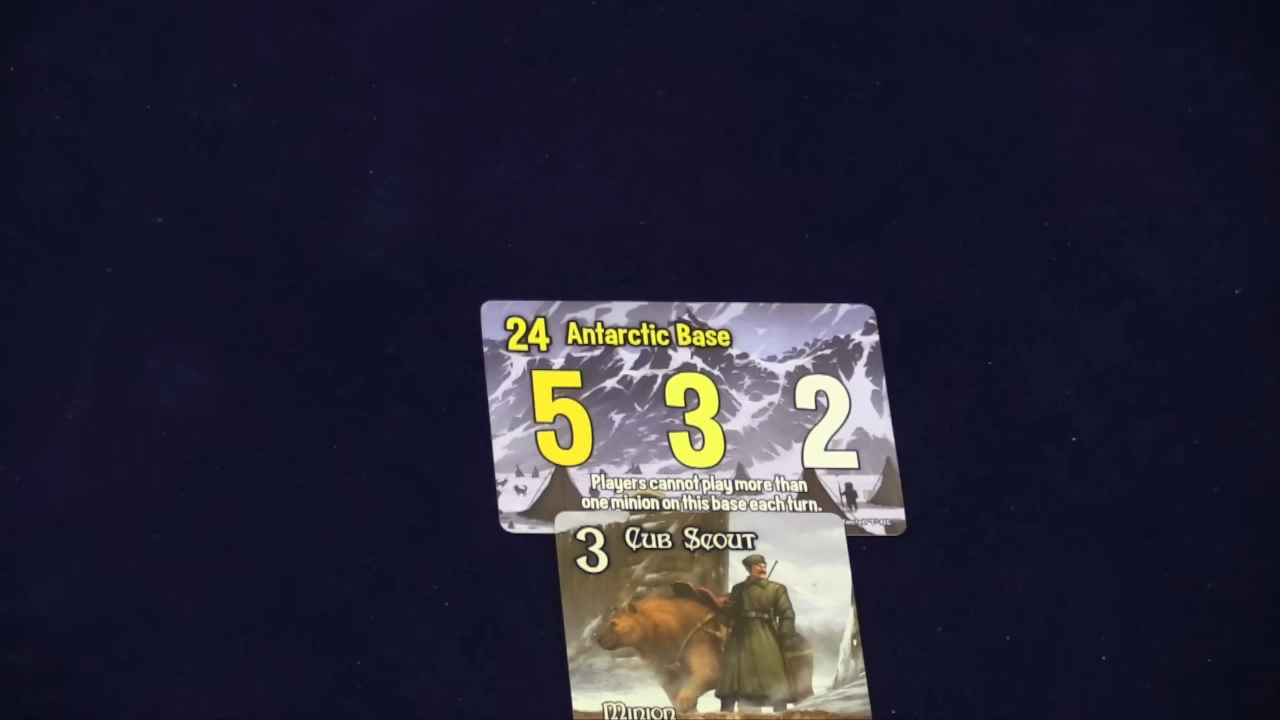 24 Antarctic Base
5 3 2
Players cannot play more than
one minion on this base each turn.
3 Cub Scout
Minion